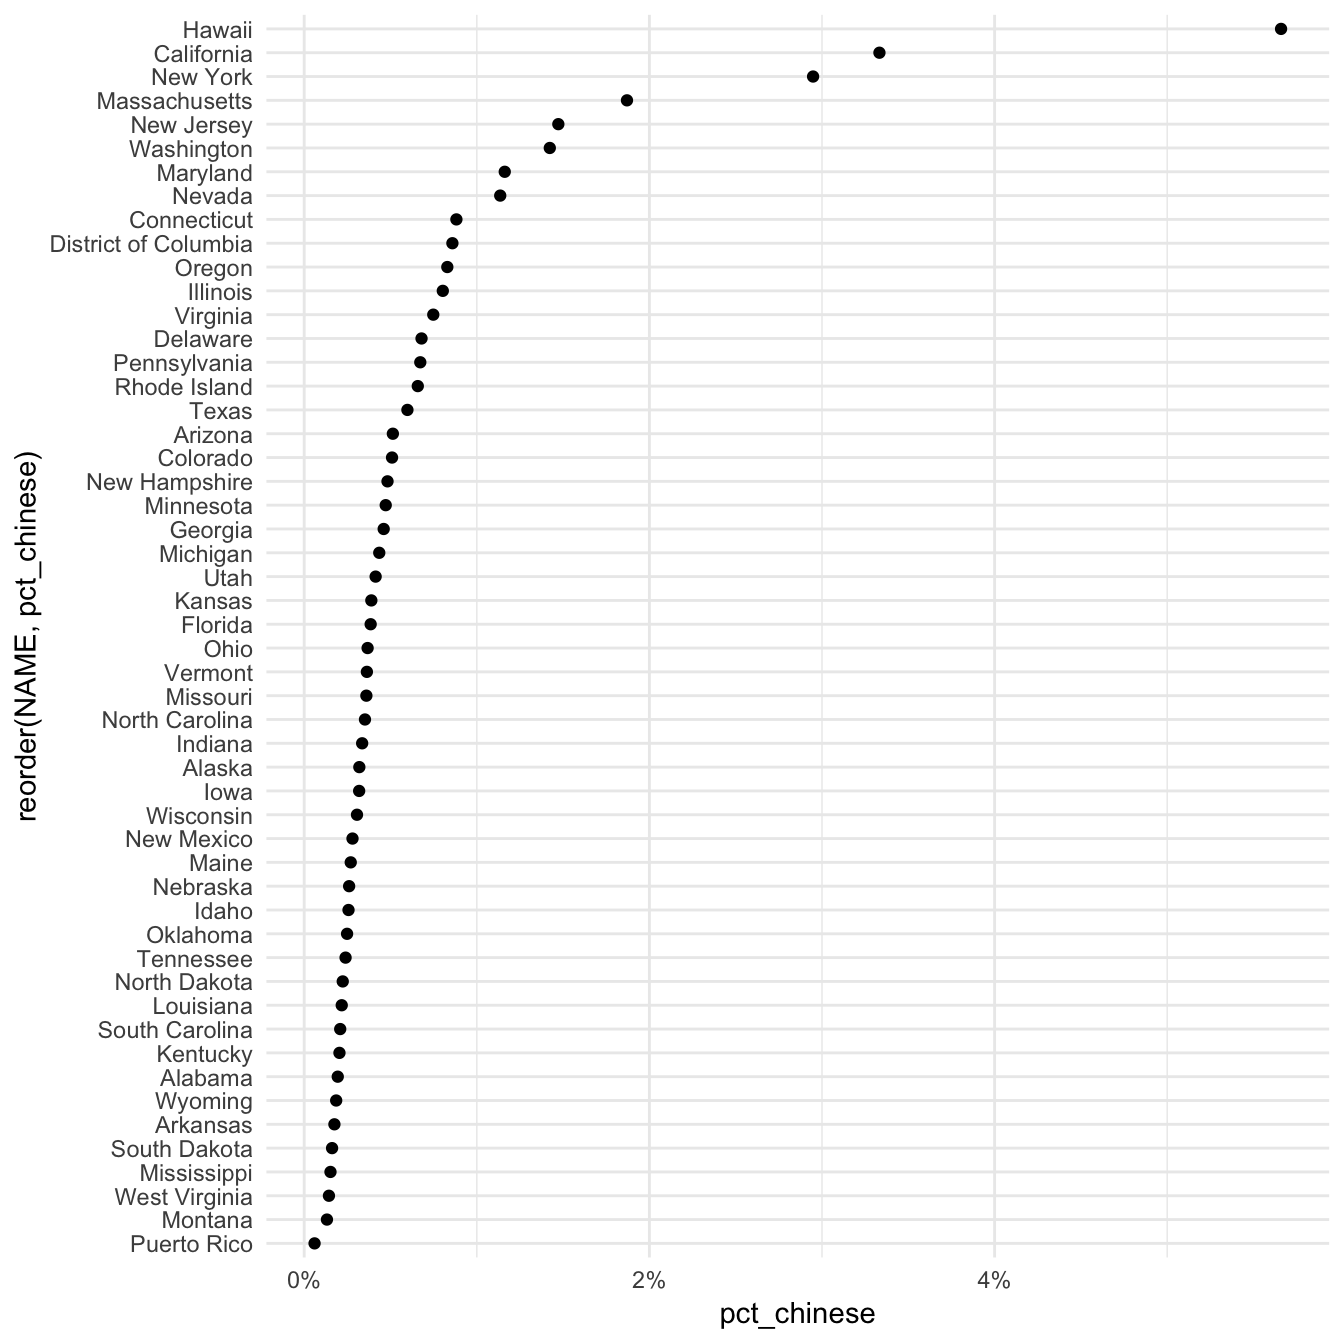 Hawaii
California
New York
Massachusetts
New Jersey
Washington
Maryland
Nevada
Connecticut
District of Columbia
Oregon
Illinois
Virginia
Delaware
Pennsylvania
Rhode Island
Texas
Arizona
Colorado
New Hampshire
Minnesota
Georgia
Michigan
Utah
Kansas
Florida
Ohio
Vermont
Missouri
North Carolina
Indiana
Alaska
Iowa
Wisconsin
New Mexico
Maine
Nebraska
Idaho
Oklahoma
Tennessee
North Dakota
Louisiana
South Carolina
Kentucky
Alabama
Wyoming
Arkansas
South Dakota
Mississippi
West Virginia
Montana
Puerto Rico
reorder(NAME, pct_chinese)
0% 2% 4%
pct_chinese